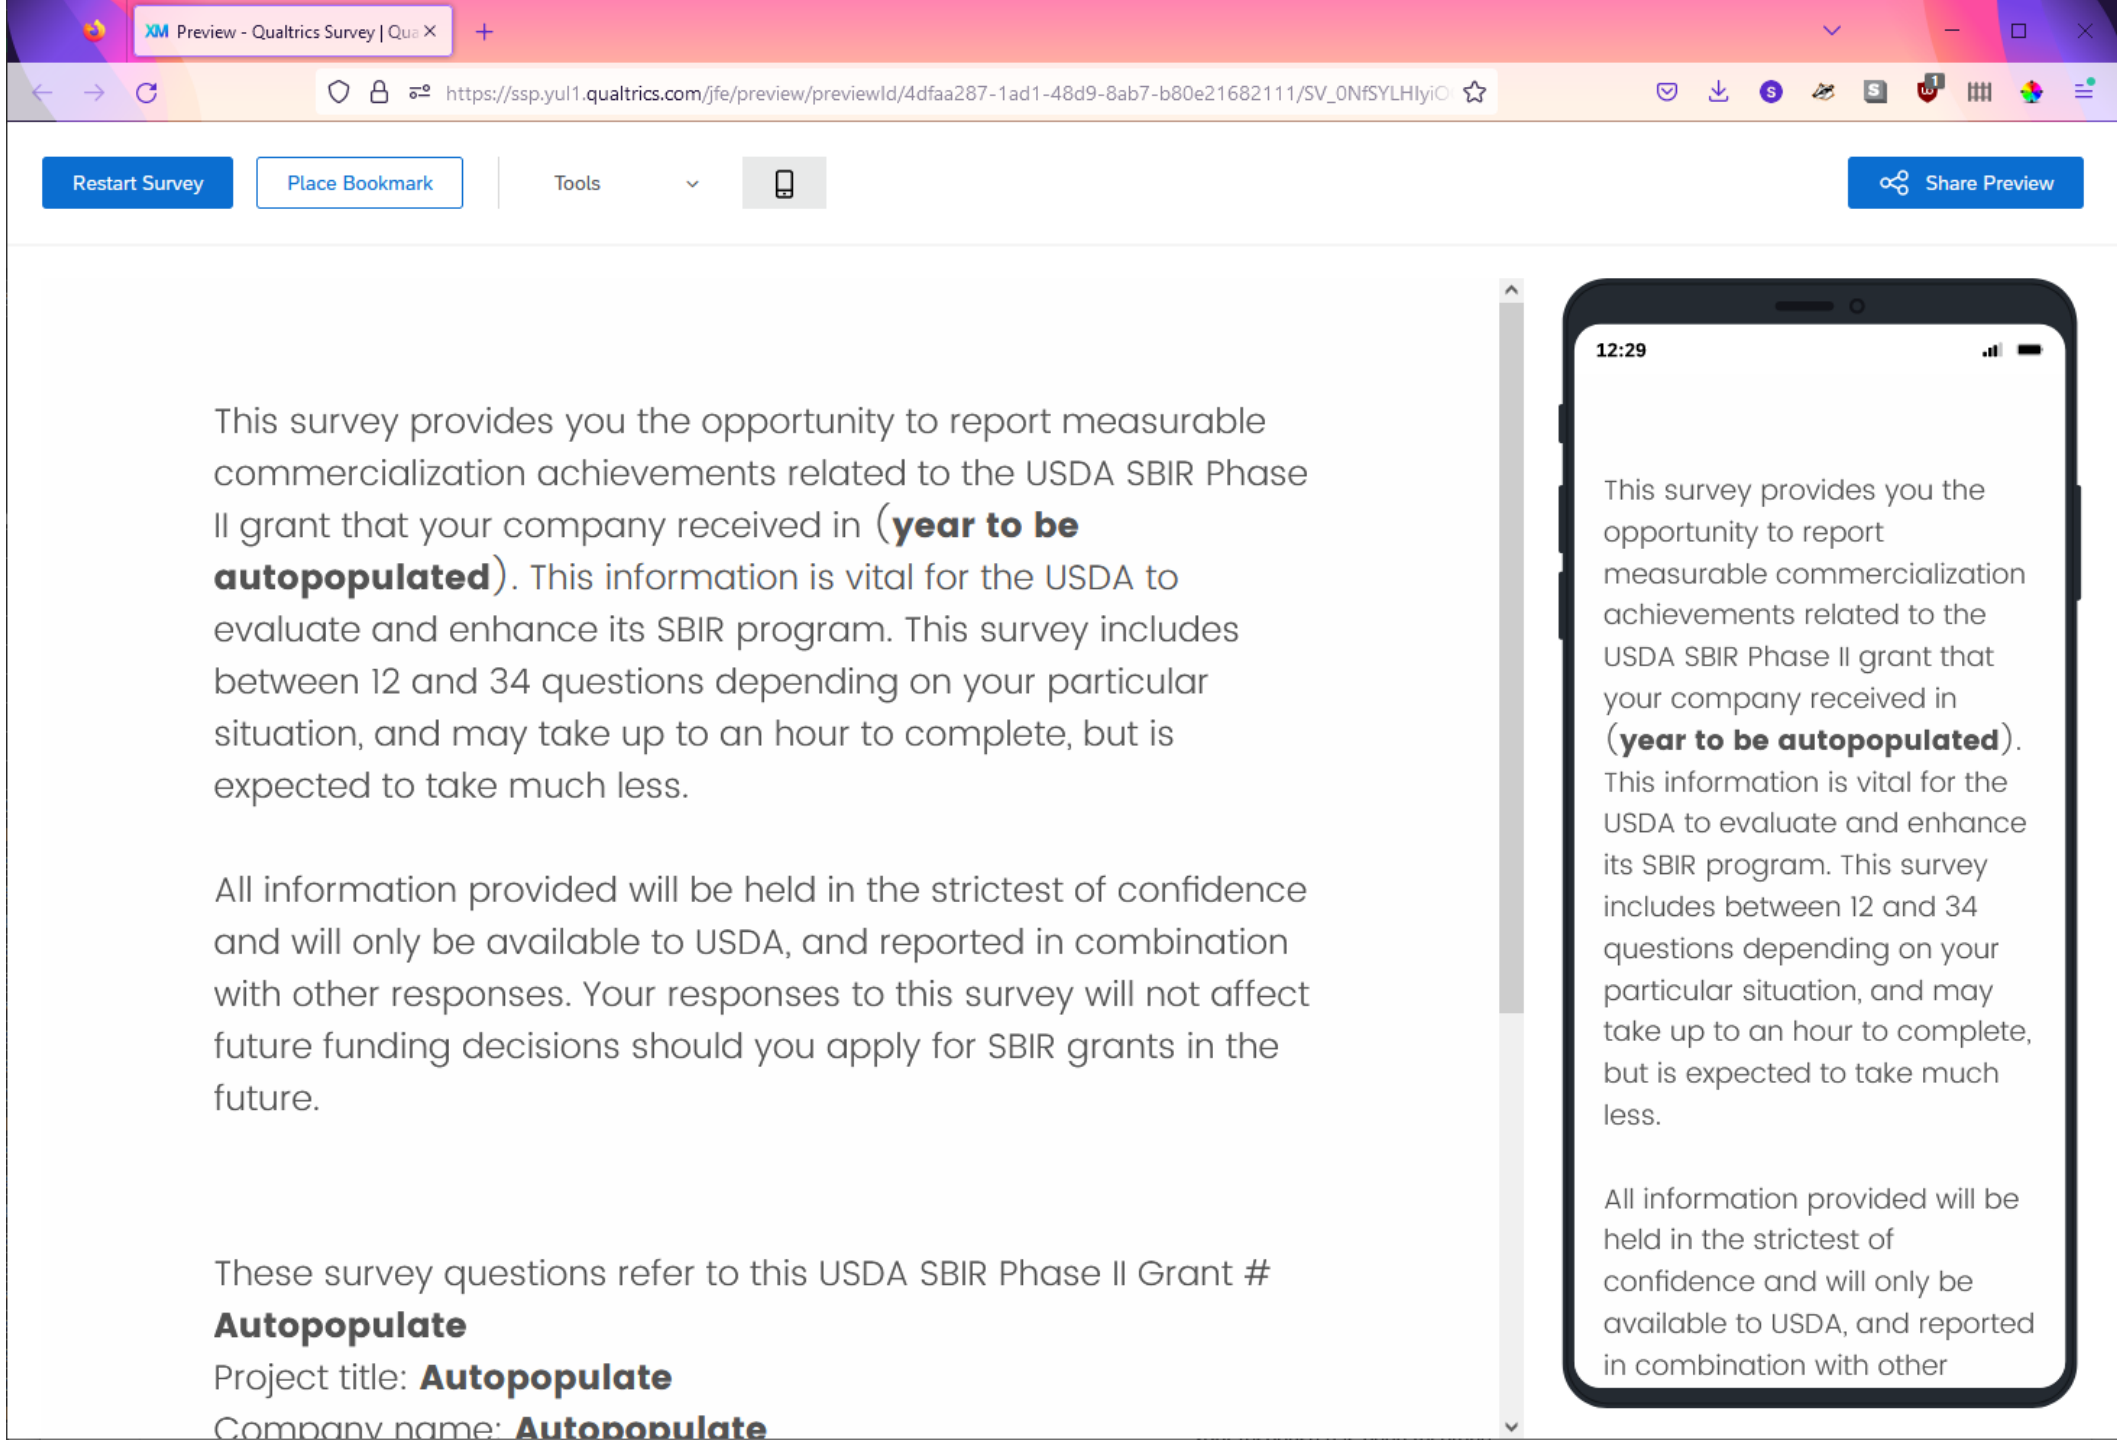 XM Preview - Qualtrics Survey | Qua
https://ssp.yul1.qualtrics.com/jfe/preview/previewId/4dfaa287-1ad1-48d9-8ab7-b80e21682111/SV_0NfSYLHIyiO
S
S
1
Restart Survey
Place Bookmark
Tools
Share Preview
This survey provides you the opportunity to report measurable
commercialization achievements related to the USDA SBIR Phase
II grant that your company received in (year to be
autopopulated). This information is vital for the USDA to
evaluate and enhance its SBIR program. This survey includes
between 12 and 34 questions depending on your particular
situation, and may take up to an hour to complete, but is
expected to take much less.
All information provided will be held in the strictest of confidence
and will only be available to USDA, and reported in combination
with other responses. Your responses to this survey will not affect
future funding decisions should you apply for SBIR grants in the
future.
These survey questions refer to this USDA SBIR Phase II Grant #
Autopopulate
Project title: Autopopulate
Company name: Autopopulate
12:29
This survey provides you the
opportunity to report
measurable commercialization
achievements related to the
USDA SBIR Phase II grant that
your company received in
(year to be autopopulated).
This information is vital for the
USDA to evaluate and enhance
its SBIR program. This survey
includes between 12 and 34
questions depending on your
particular situation, and may
take up to an hour to complete,
but is expected to take much
less.
All information provided will be
held in the strictest of
confidence and will only be
available to USDA, and reported
in combination with other